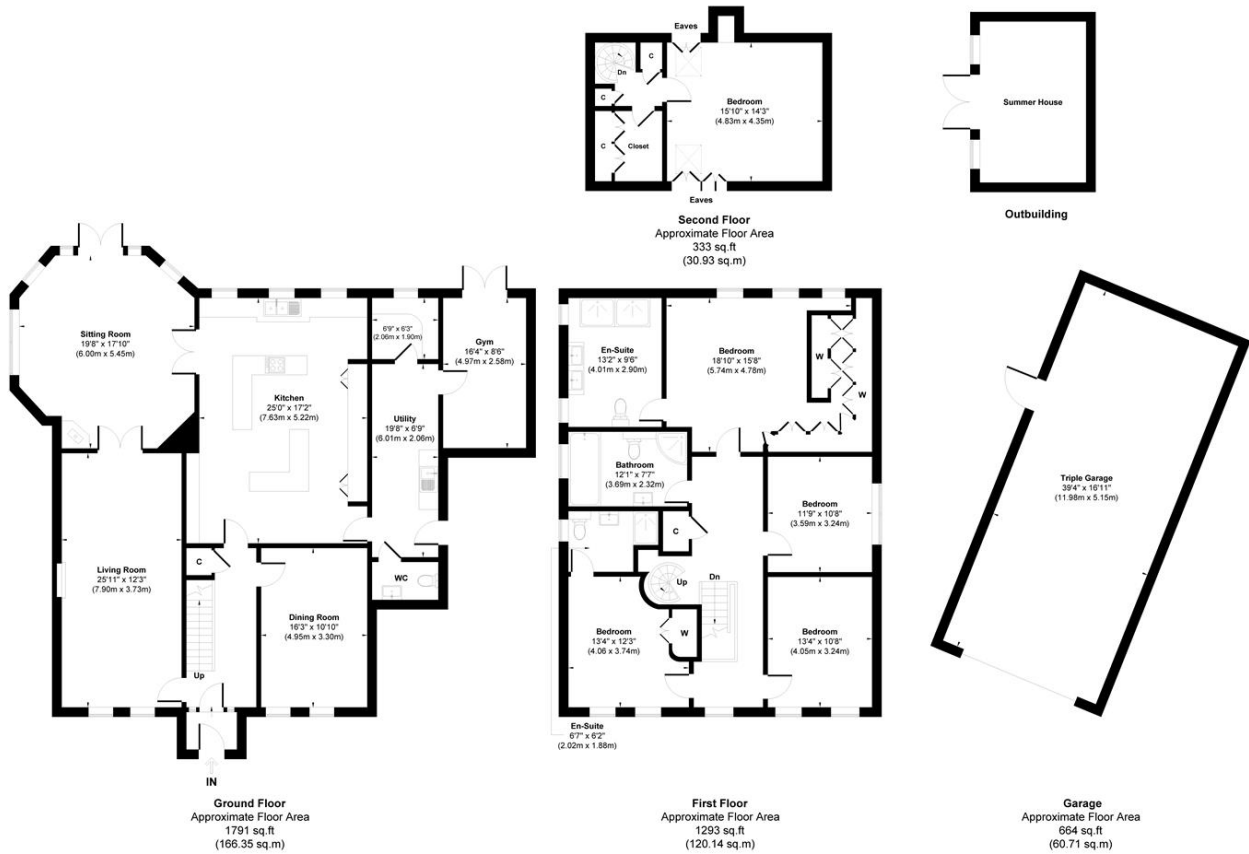 Eaves
C
Dn
C
Bedroom
15'10" x 14'3"
(4.83m x 4.35m)
C
Closet
Eaves
Second Floor
Approximate Floor Area
333 sq.ft
(30.93 sq.m)
Summer House
Outbuilding
Sitting Room
19'8" x 17'10"
(6.00m x 5.45m)
6'9" x 6'3"
(2.06m x 1.90m)
Gym
16'4" x 8'6"
(4.97m x 2.58m)
Kitchen
25'0" x 17'2"
(7.63m x 5.22m)
Utility
19'8" x 6'9"
(6.01m x 2.06m)
Living Room
25'11" x 12'3"
(7.90m x 3.73m)
C
WC
Dining Room
16'3" x 10'10"
(4.95m x 3.30m)
Up
IN
Ground Floor
Approximate Floor Area
1791 sq.ft
(166.35 sq.m)
En-Suite
13'2" x 9'6"
(4.01m x 2.90m)
Bedroom
18'10" x 15'8"
(5.74m x 4.78m)
W
W
Bathroom
12'1" x 7'7"
(3.69m x 2.32m)
Bedroom
11'9" x 10'8"
(3.59m x 3.24m)
C
Up
Dn
Bedroom
13'4" x 12'3"
(4.06 x 3.74m)
W
Bedroom
13'4" x 10'8"
(4.05m x 3.24m)
En-Suite
6'7" x 6'2"
(2.02m x 1.88m)
First Floor
Approximate Floor Area
1293 sq.ft
(120.14 sq.m)
Triple Garage
39'4" x 16'11"
(11.98m x 5.15m)
Garage
Approximate Floor Area
664 sq.ft
(60.71 sq.m)